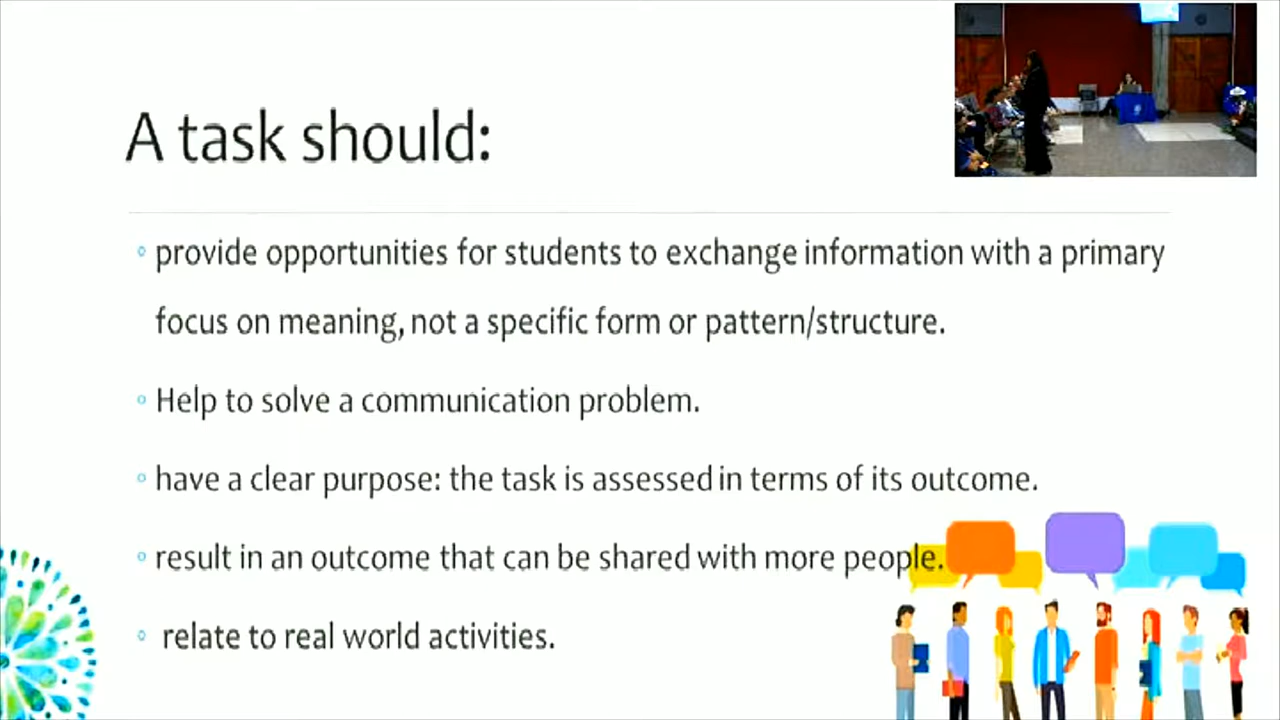 A task should:
◦ provide opportunities for students to exchange information with a primary
focus on meaning, not a specific form or pattern/structure.
◦ Help to solve a communication problem.
◦ have a clear purpose: the task is assessed in terms of its outcome.
◦ result in an outcome that can be shared with more people.
◦ relate to real world activities.